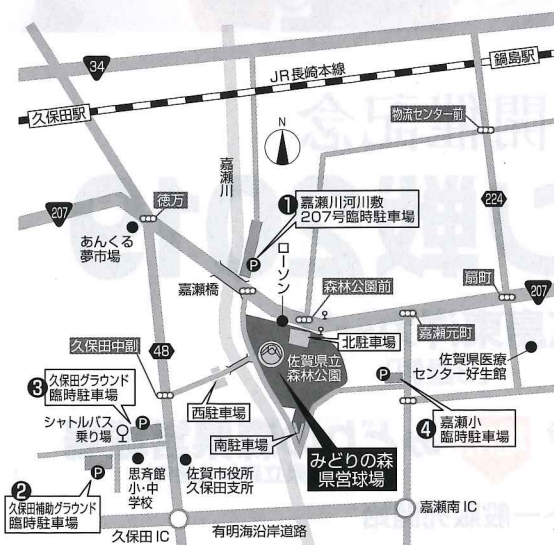 34
JR長崎本線
鍋島駅
久保田駅
物流センター前
N
嘉瀬川
徳万
207
あんくる
夢市場
❶
嘉瀬川河川敷
207号臨時駐車場
P
224
ローソン
嘉瀬橋
森林公園前
扇町
207
嘉瀬元町
北駐車場
佐賀県立
森林公園
佐賀県医療
センター好生館
久保田中副
48
❸
久保田グラウンド
臨時駐車場
P
シャトルバス
乗り場
西駐車場
南駐車場
P
❹
嘉瀬小
臨時駐車場
みどりの森
県営球場
P
❷
久保田補助グラウンド
臨時駐車場
思斉館
小・中
学校
佐賀市役所
久保田支所
久保田 IC
有明海沿岸道路
嘉瀬南 IC